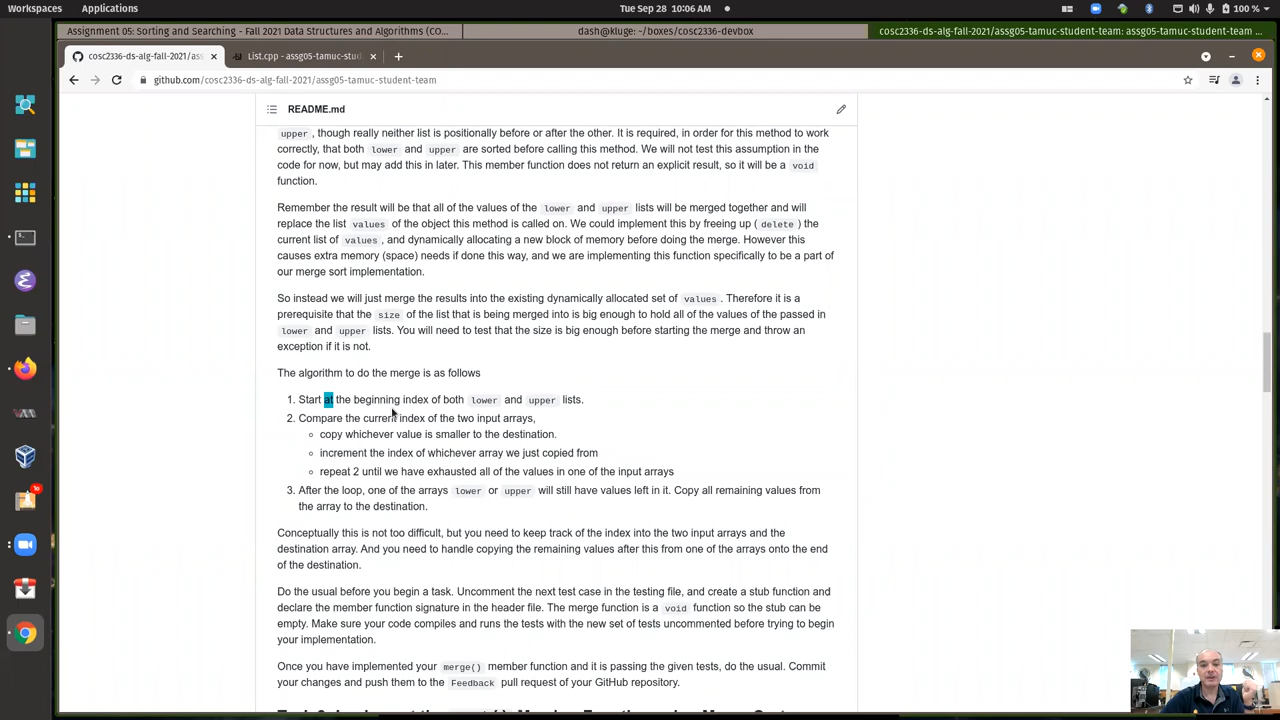 Workspaces Applications Tue Sep 28 10:06 AM 100 %
Assignment 05: Sorting and Searching - Fall 2021 Data Structures and Algorithms (CO... dash@kluge: ~/boxes/cosc2336-devbox github.com/cosc2336-ds-alg-fall-2021/assg05-tamuc-student-team: assg05-tamuc-student-team ...
cosc2336-ds-alg-fall-2021/ass List.cpp - assg05-tamuc-stud
github.com/cosc2336-ds-alg-fall-2021/assg05-tamuc-student-team
README.md
upper , though really neither list is positionally before or after the other. It is required, in order for this method to work
correctly, that both lower and upper are sorted before calling this method. We will not test this assumption in the
code for now, but may add this in later. This member function does not return an explicit result, so it will be a void
function.
Remember the result will be that all of the values of the lower and upper lists will be merged together and will
replace the list values of the object this method is called on. We could implement this by freeing up ( delete ) the
current list of values , and dynamically allocating a new block of memory before doing the merge. However this
causes extra memory (space) needs if done this way, and we are implementing this function specifically to be a part of
our merge sort implementation.
So instead we will just merge the results into the existing dynamically allocated set of values . Therefore it is a
prerequisite that the size of the list that is being merged into is big enough to hold all of the values of the passed in
lower and upper lists. You will need to test that the size is big enough before starting the merge and throw an
exception if it is not.
The algorithm to do the merge is as follows
1. Start at the beginning index of both lower and upper lists.
2. Compare the current index of the two input arrays,
copy whichever value is smaller to the destination.
increment the index of whichever array we just copied from
repeat 2 until we have exhausted all of the values in one of the input arrays
3. After the loop, one of the arrays lower or upper will still have values left in it. Copy all remaining values from
the array to the destination.
Conceptually this is not too difficult, but you need to keep track of the index into the two input arrays and the
destination array. And you need to handle copying the remaining values after this from one of the arrays onto the end
of the destination.
Do the usual before you begin a task. Uncomment the next test case in the testing file, and create a stub function and
declare the member function signature in the header file. The merge function is a void function so the stub can be
empty. Make sure your code compiles and runs the tests with the new set of tests uncommented before trying to begin
your implementation.
Once you have implemented your merge() member function and it is passing the given tests, do the usual. Commit
your changes and push them to the Feedback pull request of your GitHub repository.